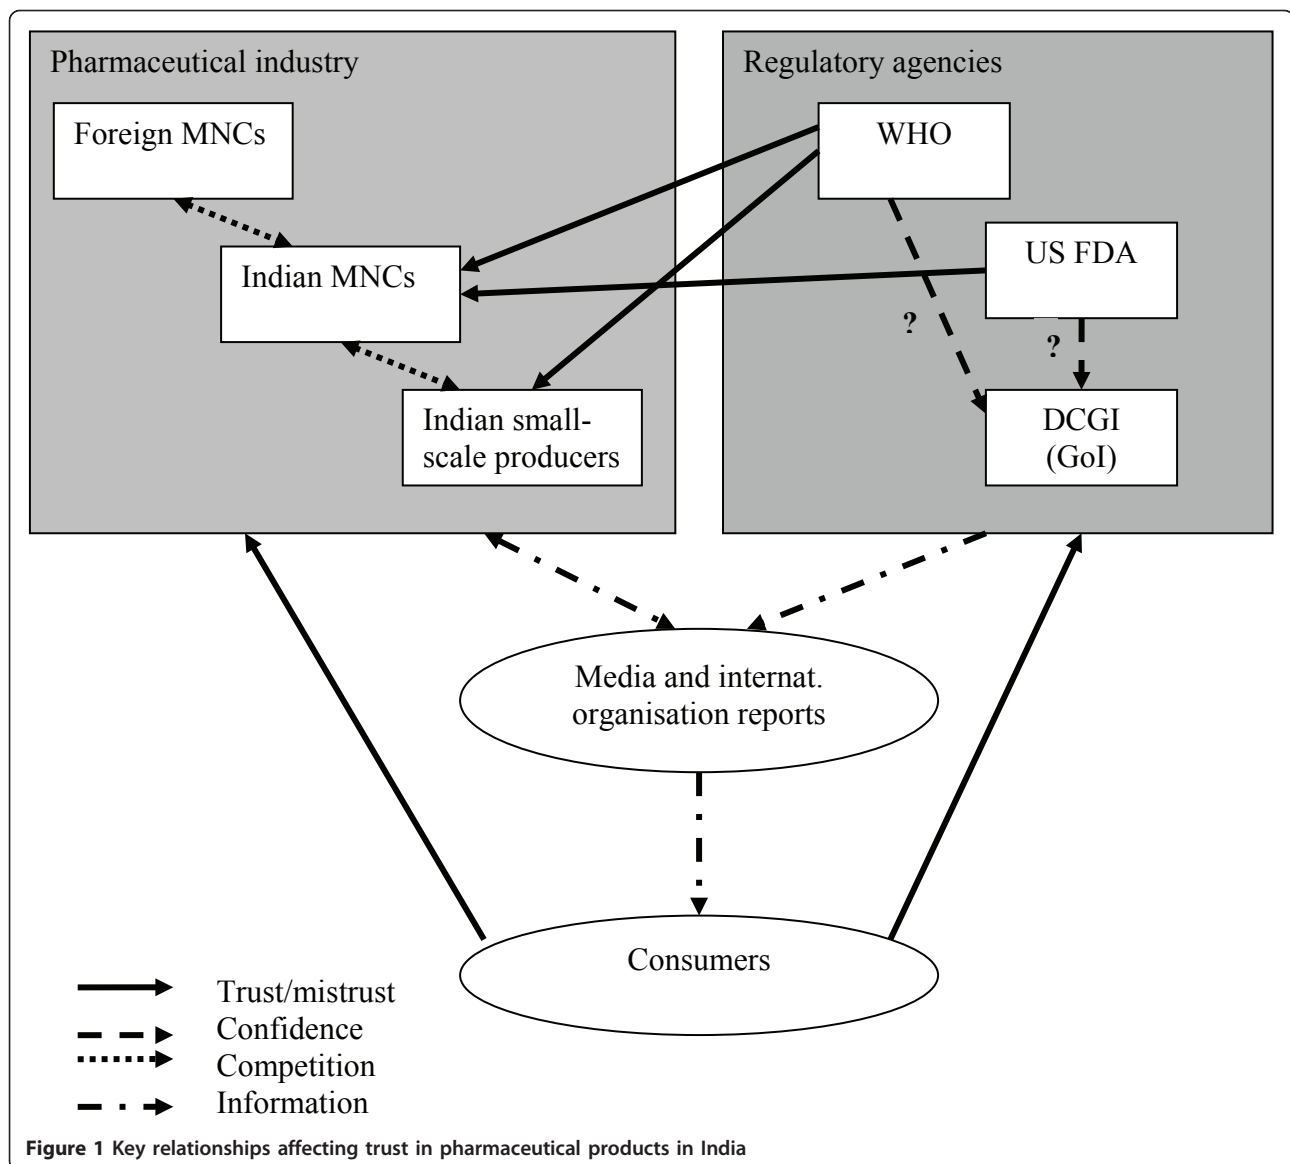 Pharmaceutical industry
Foreign MNCs
Indian MNCs
Indian small-
scale producers
Regulatory agencies
WHO
US FDA
?
?
DCGI
(GoI)
Media and internat.
organisation reports
Consumers
Trust/mistrust
Confidence
Competition
Information
Figure 1 Key relationships affecting trust in pharmaceutical products in India